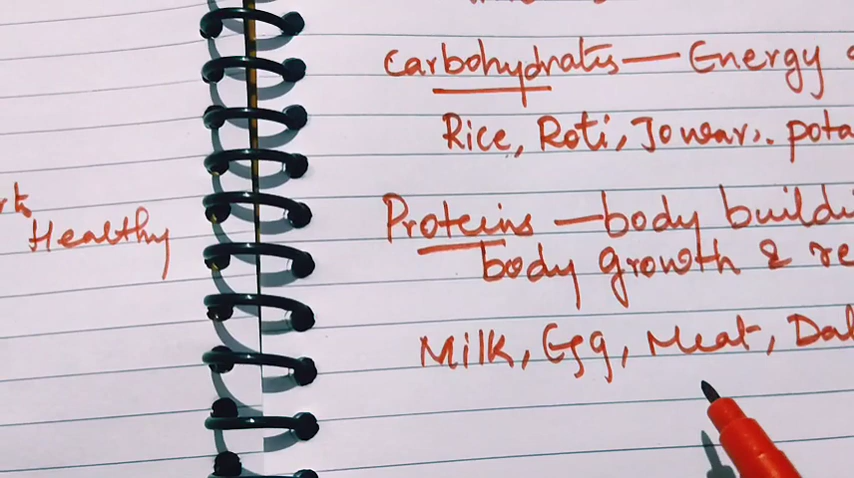 Healthy
Carbohydrates — Energy
Rice, Roti, Jowar, pota
Proteins — body buildi
body growth & re
Milk, Egg, Meat, Dal